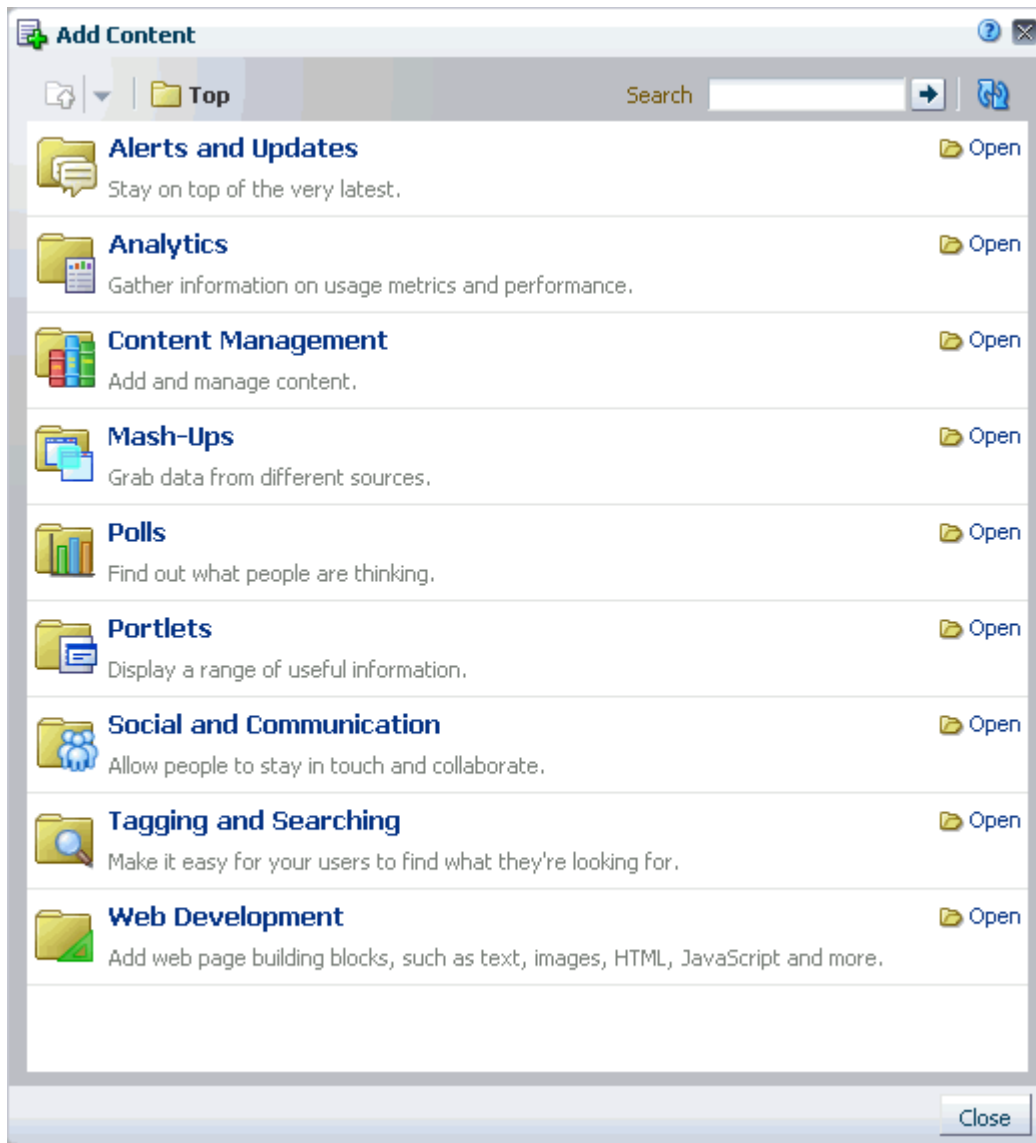 Add Content
Top
Search
Alerts and Updates
Open
Stay on top of the very latest.
Analytics
Open
Gather information on usage metrics and performance.
Content Management
Open
Add and manage content.
Mash-Ups
Open
Grab data from different sources.
Polls
Open
Find out what people are thinking.
Portlets
Open
Display a range of useful information.
Social and Communication
Open
Allow people to stay in touch and collaborate.
Tagging and Searching
Open
Make it easy for your users to find what they're looking for.
Web Development
Open
Add web page building blocks, such as text, images, HTML, JavaScript and more.
Close